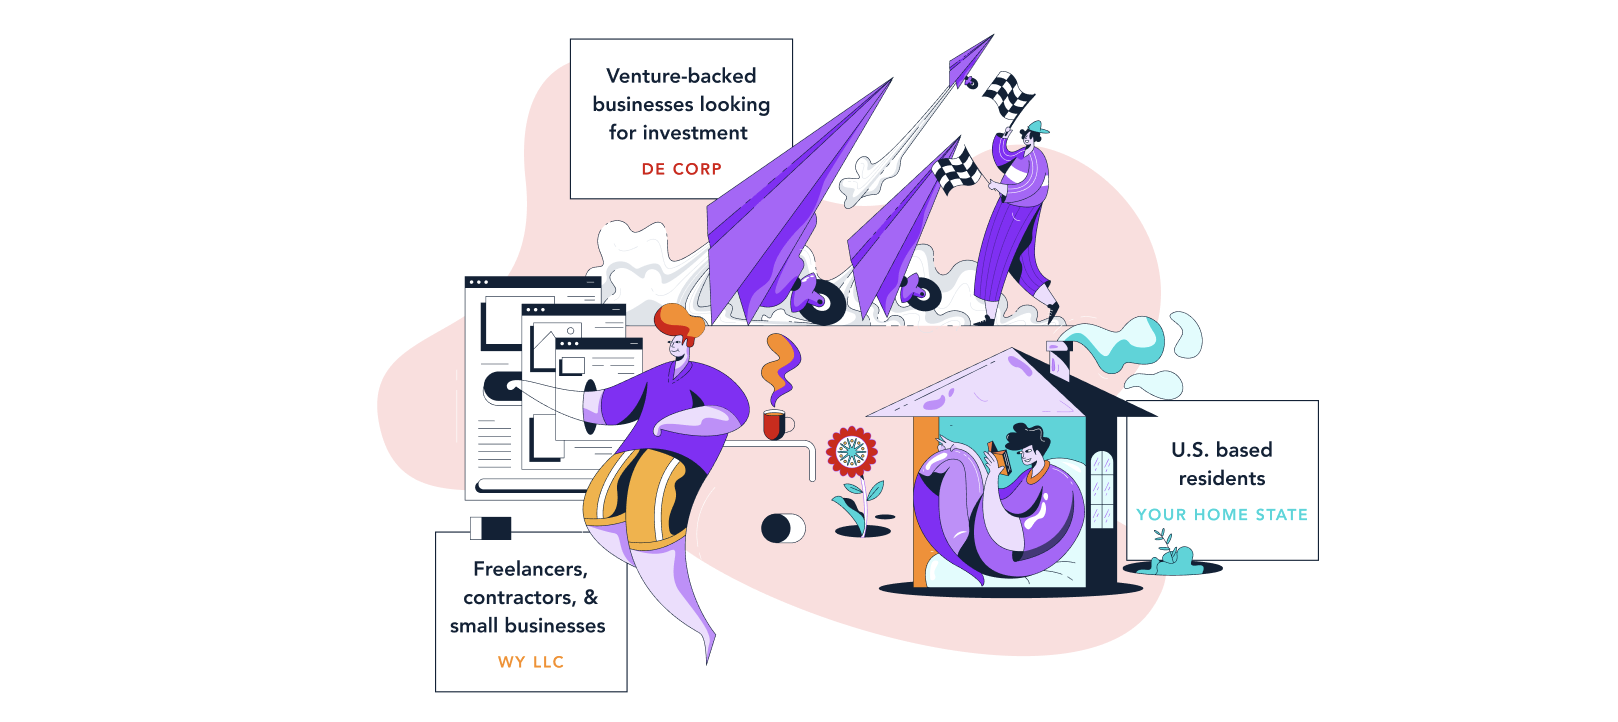 Venture-backed
businesses looking
for investment
DE CORP
U.S. based
residents
YOUR HOME STATE
Freelancers,
contractors, &
small businesses
WY LLC